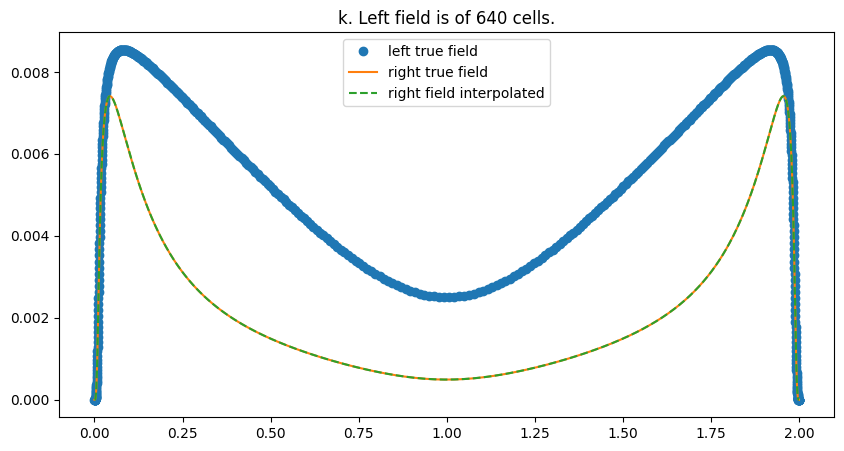 k. Left field is of 640 cells.
left true field
right true field
right field interpolated
0.008
0.006
0.004
0.002
0.000
0.00 0.25 0.50 0.75 1.00 1.25 1.50 1.75 2.00